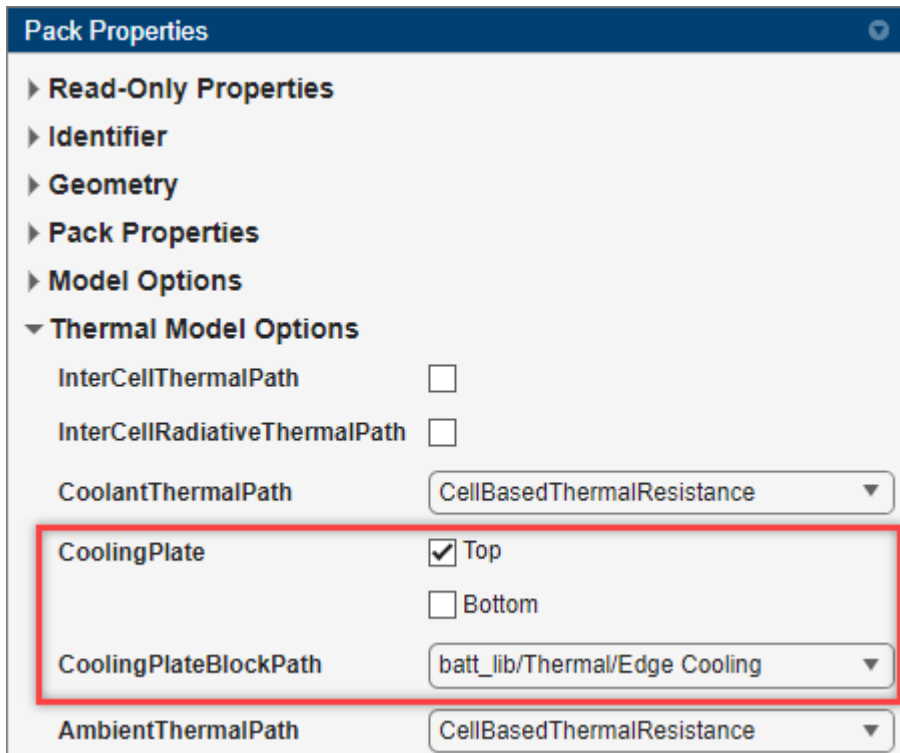 Pack Properties
Read-Only Properties
Identifier
Geometry
Pack Properties
Model Options
Thermal Model Options
InterCellThermalPath
InterCellRadiativeThermalPath
CoolantThermalPath CellBasedThermalResistance
CoolingPlate Top
Bottom
CoolingPlateBlockPath batt_lib/Thermal/Edge Cooling
AmbientThermalPath CellBasedThermalResistance